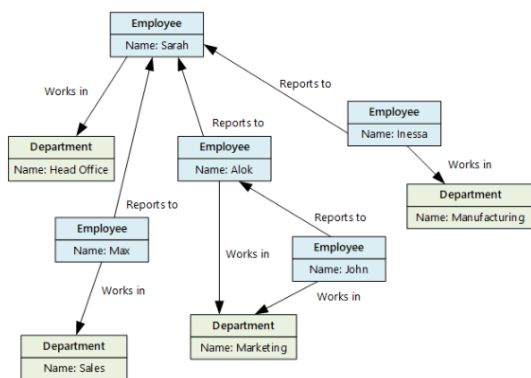 Employee
Name: Sarah
Works in
Reports to
Employee
Name: Inessa
Reports to
Department
Name: Head Office
Employee
Name: Alok
Works in
Department
Name: Manufacturing
Reports to
Employee
Name: Max
Reports to
Employee
Name: John
Works in
Works in
Works in
Department
Name: Marketing
Department
Name: Sales